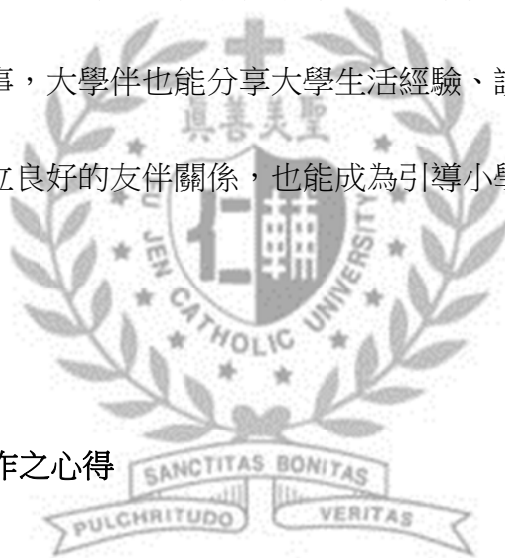 事，大學伴也能分享大學生活經驗、
真善美聖
立良好的友伴關係，也能成為引導小學
U JEN CATHOLIC UNIVERSITY
仁輔
作之心得
SANCTITAS BONITAS
PULCHRITUDO VERITAS